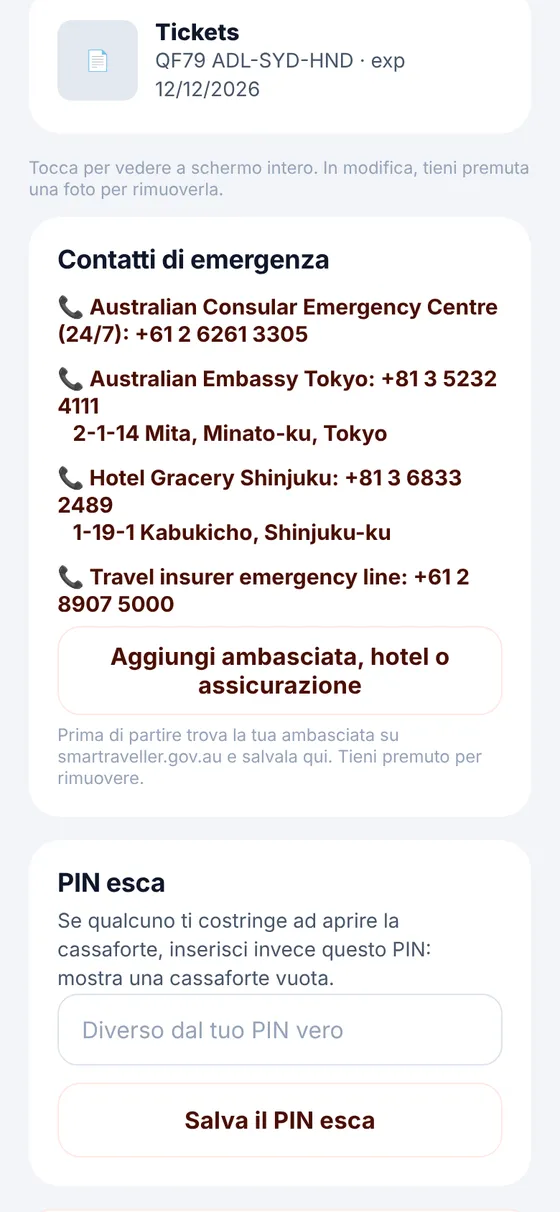 Tickets
QF79 ADL-SYD-HND · exp
12/12/2026
Tocca per vedere a schermo intero. In modifica, tieni premuta
una foto per rimuoverla.
Contatti di emergenza
📞 Australian Consular Emergency Centre
(24/7): +61 2 6261 3305
📞 Australian Embassy Tokyo: +81 3 5232
4111
2-1-14 Mita, Minato-ku, Tokyo
📞 Hotel Gracery Shinjuku: +81 3 6833
2489
1-19-1 Kabukicho, Shinjuku-ku
📞 Travel insurer emergency line: +61 2
8907 5000
Aggiungi ambasciata, hotel o
assicurazione
Prima di partire trova la tua ambasciata su
smartraveller.gov.au e salvala qui. Tieni premuto per
rimuovere.
PIN esca
Se qualcuno ti costringe ad aprire la
cassaforte, inserisci invece questo PIN:
mostra una cassaforte vuota.
Diverso dal tuo PIN vero
Salva il PIN esca